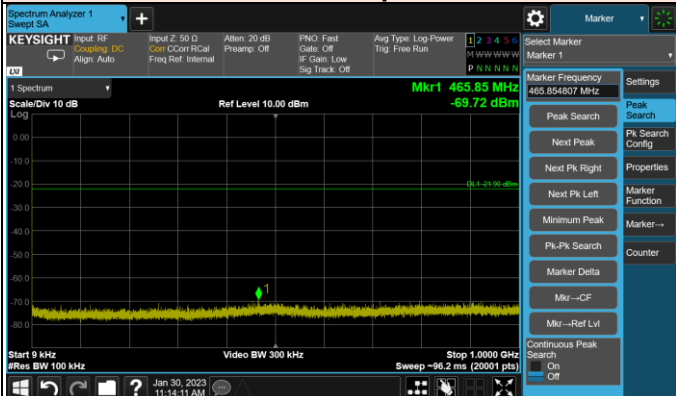 Spectrum Analyzer 1
Swept SA
Marker
KEYSIGHT
Input: RF
Coupling: DC
Align: Auto
Input Z: 50 Ω
Corr CCorr RCal
Freq Ref: Internal
Atten: 20 dB
Preamp: Off
PNO: Fast
Gate: Off
IF Gain: Low
Sig Track: Off
Avg Type: Log-Power
Trig: Free Run
1 2 3 4 5 6
M W W W W W
P N N N N N
LXI
Select Marker
Marker 1
1 Spectrum
Scale/Div 10 dB
Log
Ref Level 10.00 dBm
Mkr1 465.85 MHz
-69.72 dBm
0.00
-10.0
-20.0
-30.0
-40.0
-50.0
-60.0
-70.0
-80.0
DL1 -21.90 dBm
1
Start 9 kHz
#Res BW 100 kHz
Video BW 300 kHz
Stop 1.0000 GHz
Sweep ~96.2 ms (20001 pts)
Marker Frequency
465.854807 MHz
Peak Search
Next Peak
Next Pk Right
Next Pk Left
Minimum Peak
Pk-Pk Search
Marker Delta
Mkr→CF
Mkr→Ref Lvl
Continuous Peak
Search
On
Off
Settings
Peak
Search
Pk Search
Config
Properties
Marker
Function
Marker→
Counter
Jan 30, 2023
11:14:11 AM